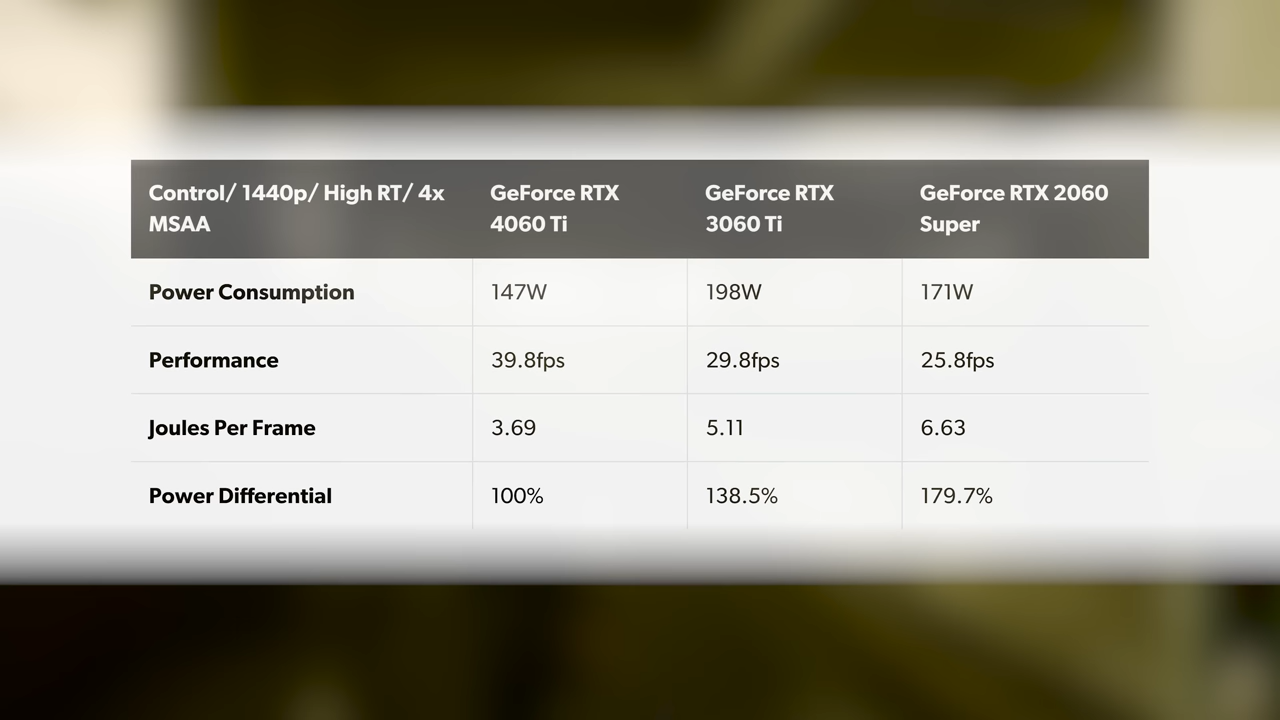 Control/ 1440p/ High RT/ 4x
MSAA
GeForce RTX
4060 Ti
GeForce RTX
3060 Ti
GeForce RTX 2060
Super
Power Consumption
147W
198W
171W
Performance
39.8fps
29.8fps
25.8fps
Joules Per Frame
3.69
5.11
6.63
Power Differential
100%
138.5%
179.7%